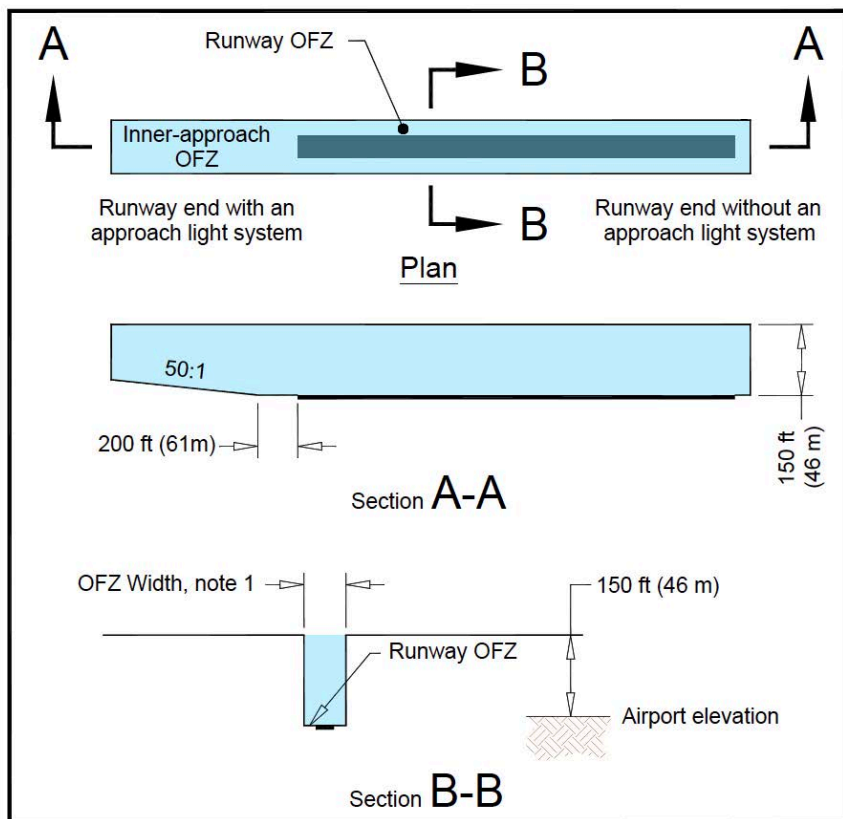 A
Runway OFZ
B
A
Inner-approach
OFZ
Runway end with an
approach light system
B
Runway end without an
approach light system
Plan
50:1
200 ft (61m)
150 ft
(46 m)
Section A-A
OFZ Width, note 1
150 ft (46 m)
Runway OFZ
Airport elevation
Section B-B